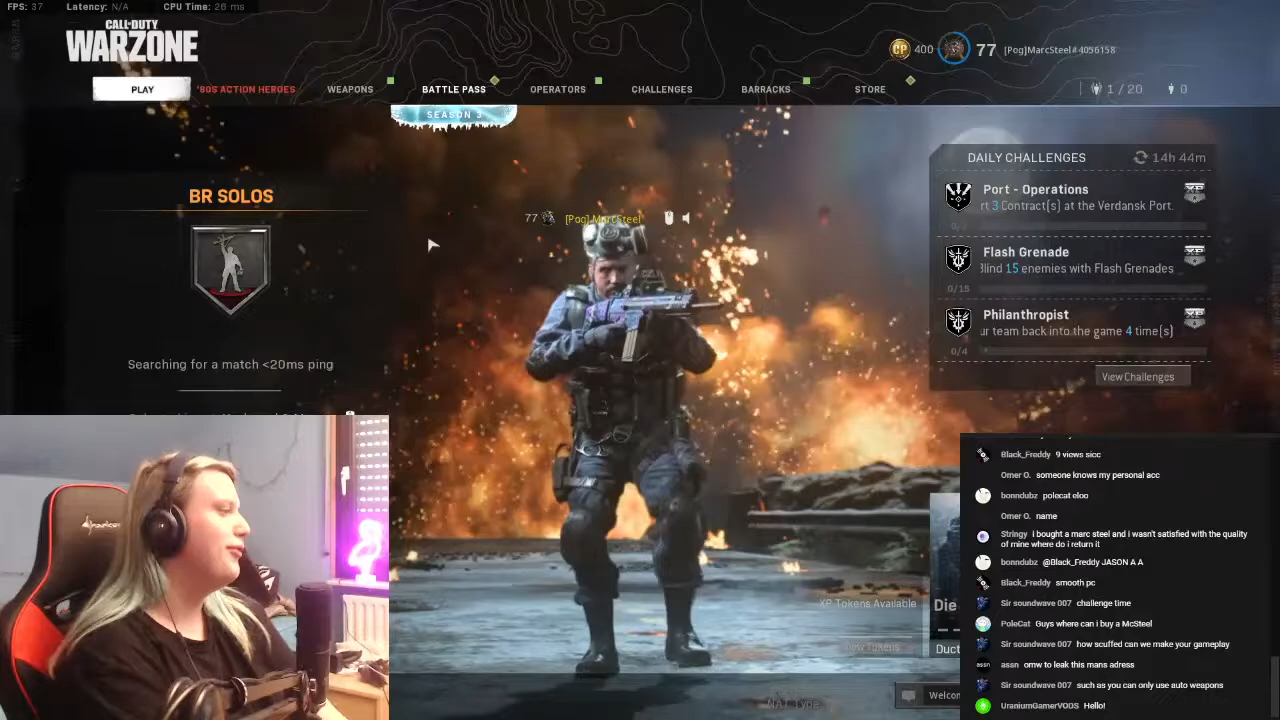 FPS: 37 Latency: N/A CPU Time: 26 ms
CALL·DUTY
WARZONE
CP 400 77 [Pog]MarcSteel#4056158
PLAY '80S ACTION HEROES WEAPONS BATTLE PASS OPERATORS CHALLENGES BARRACKS STORE 1 / 20 0
SEASON 3
BR SOLOS
Searching for a match <20ms ping
77 [Pog] MarcSteel
DAILY CHALLENGES 14h 44m
Port - Operations
rt 3 Contract(s) at the Verdansk Port.
Flash Grenade
Blind 15 enemies with Flash Grenades
0/15
Philanthropist
ur team back into the game 4 time(s)
0/4
View Challenges
XP Tokens Available
View Tokens
Die
Duct
Welcom
NAT Type
Black_Freddy 9 views sicc
Omer O. someone knows my personal acc
bonndubz polecat eloo
Omer O. name
Stringy I bought a marc steel and i wasn't satisfied with the quality
of mine where do i return it
bonndubz @Black_Freddy JASON A A
Black_Freddy smooth pc
Sir soundwave 007 challenge time
PoleCat Guys where can i buy a McSteel
Sir soundwave 007 how scuffed can we make your gameplay
assn omw to leak this mans adress
Sir soundwave 007 such as you can only use auto weapons
UraniumGamerVODS Hello!